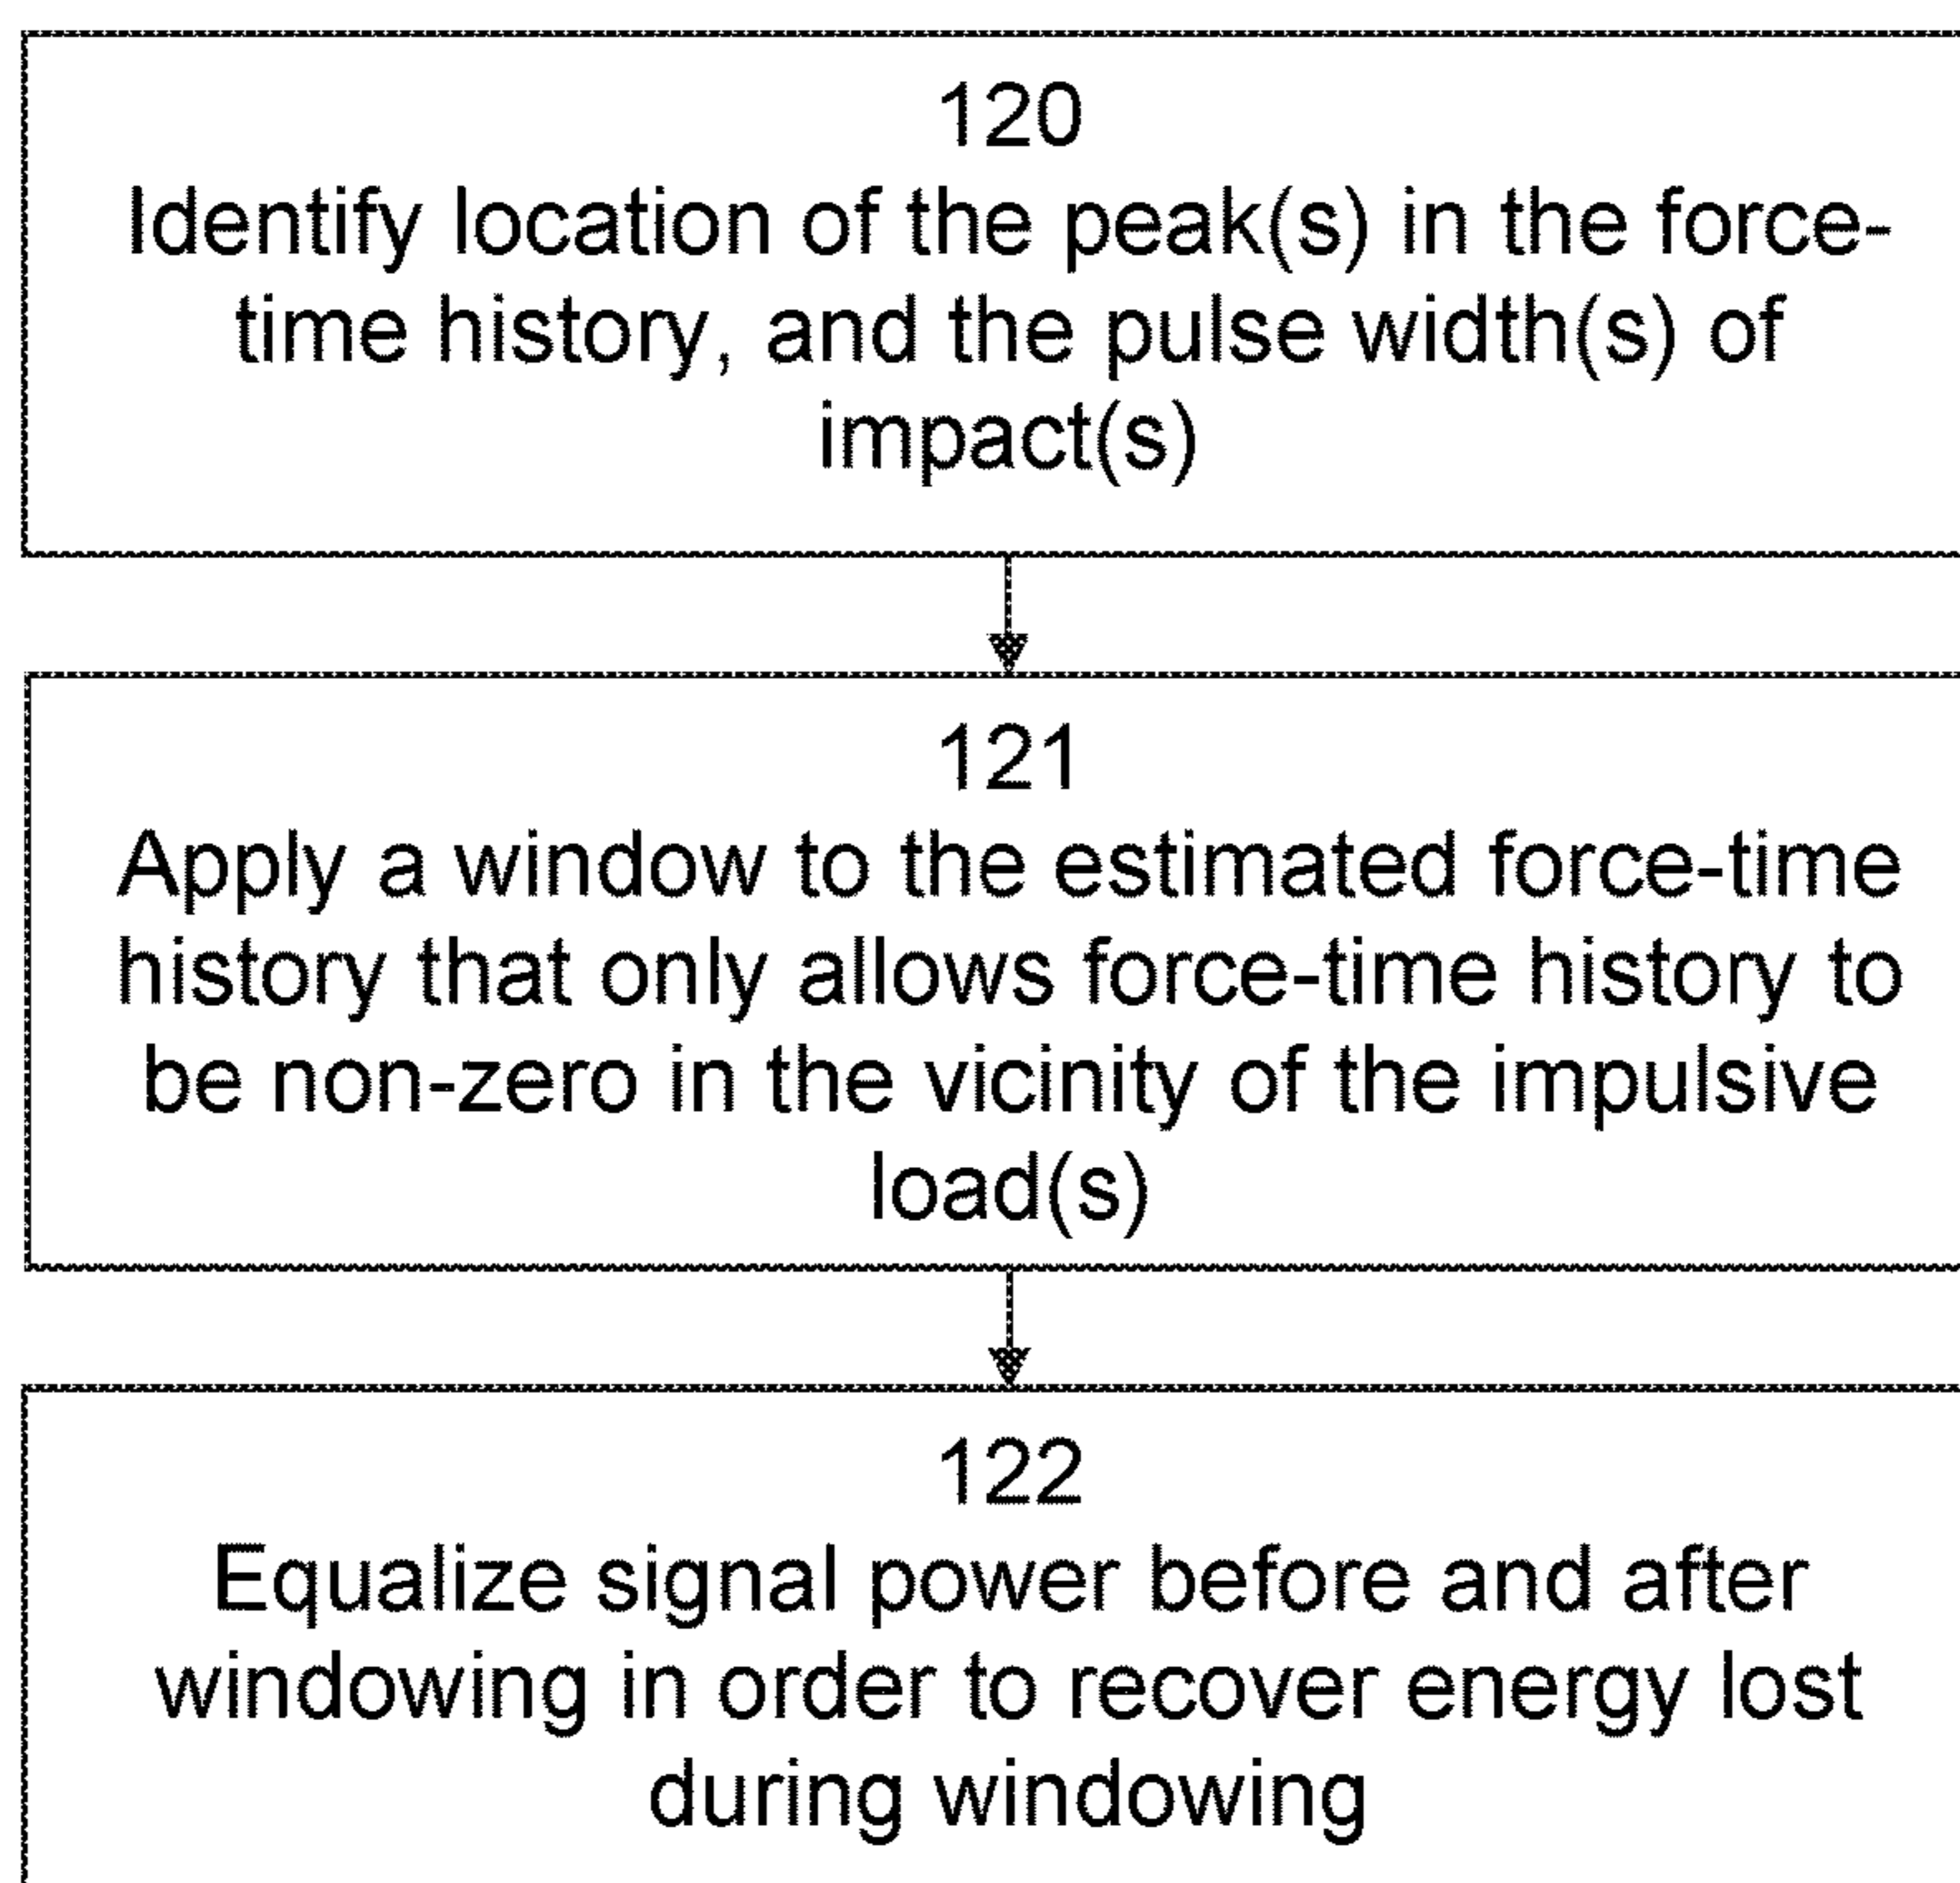 120
Identify location of the peak(s) in the force-
time history, and the pulse width(s) of
impact(s)
121
Apply a window to the estimated force-time
history that only allows force-time history to
be non-zero in the vicinity of the impulsive
load(s)
122
Equalize signal power before and after
windowing in order to recover energy lost
during windowing